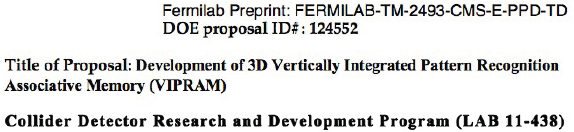 Fermilab Preprint: FERMILAB-TM-2493-CMS-E-PPD-TD
DOE proposal ID#: 124552
Title of Proposal: Development of 3D Vertically Integrated Pattern Recognition
Associative Memory (VIPRAM)
Collider Detector Research and Development Program (LAB 11-438)